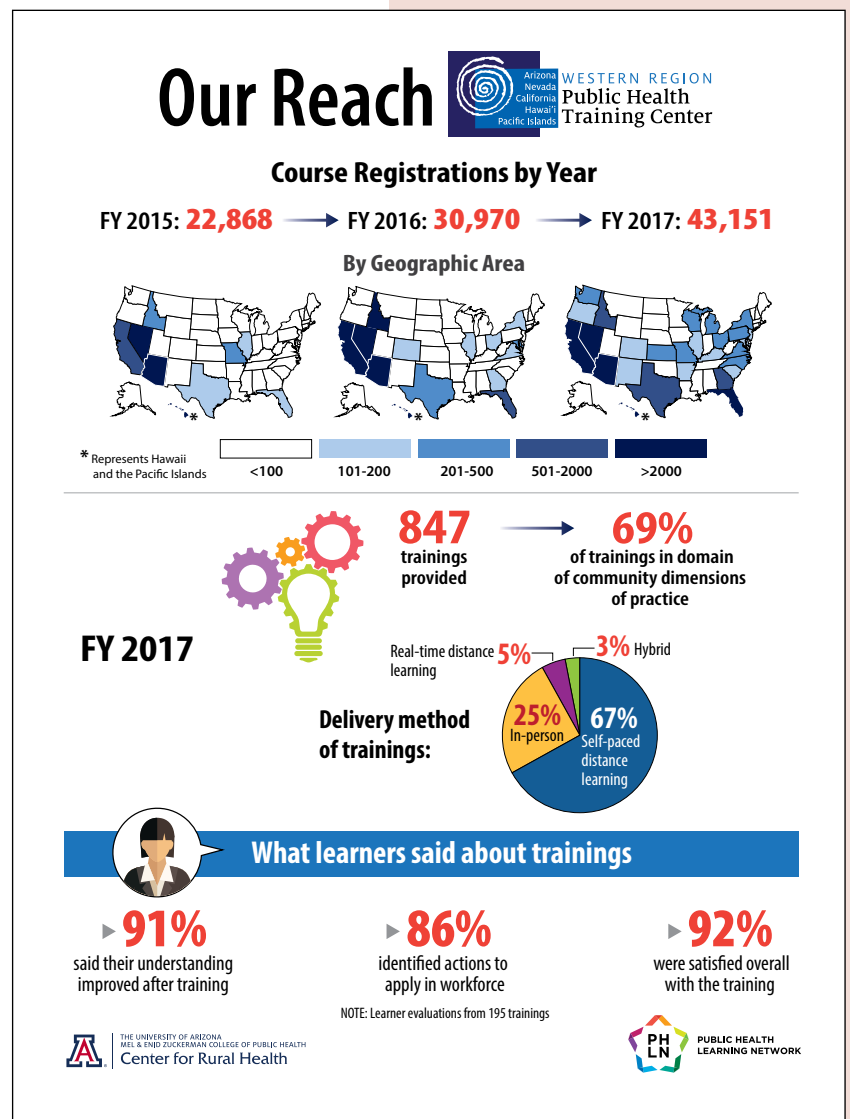 Our Reach
Arizona
Nevada
California
Hawai'i
Pacific Islands
WESTERN REGION
Public Health
Training Center
Course Registrations by Year
FY 2015: 22,868
FY 2016: 30,970
FY 2017: 43,151
By Geographic Area
*
*
*
* Represents Hawaii
and the Pacific Islands
<100
101-200
201-500
501-2000
>2000
FY 2017
847
trainings
provided
69%
of trainings in domain
of community dimensions
of practice
Delivery method
of trainings:
Real-time distance
learning
5%
3% Hybrid
25%
In-person
67%
Self-paced
distance
learning
What learners said about trainings
91%
said their understanding
improved after training
86%
identified actions to
apply in workforce
92%
were satisfied overall
with the training
NOTE: Learner evaluations from 195 trainings
A
THE UNIVERSITY OF ARIZONA
MEL & ENID ZUCKERMAN COLLEGE OF PUBLIC HEALTH
Center for Rural Health
PH
LN
PUBLIC HEALTH
LEARNING NETWORK